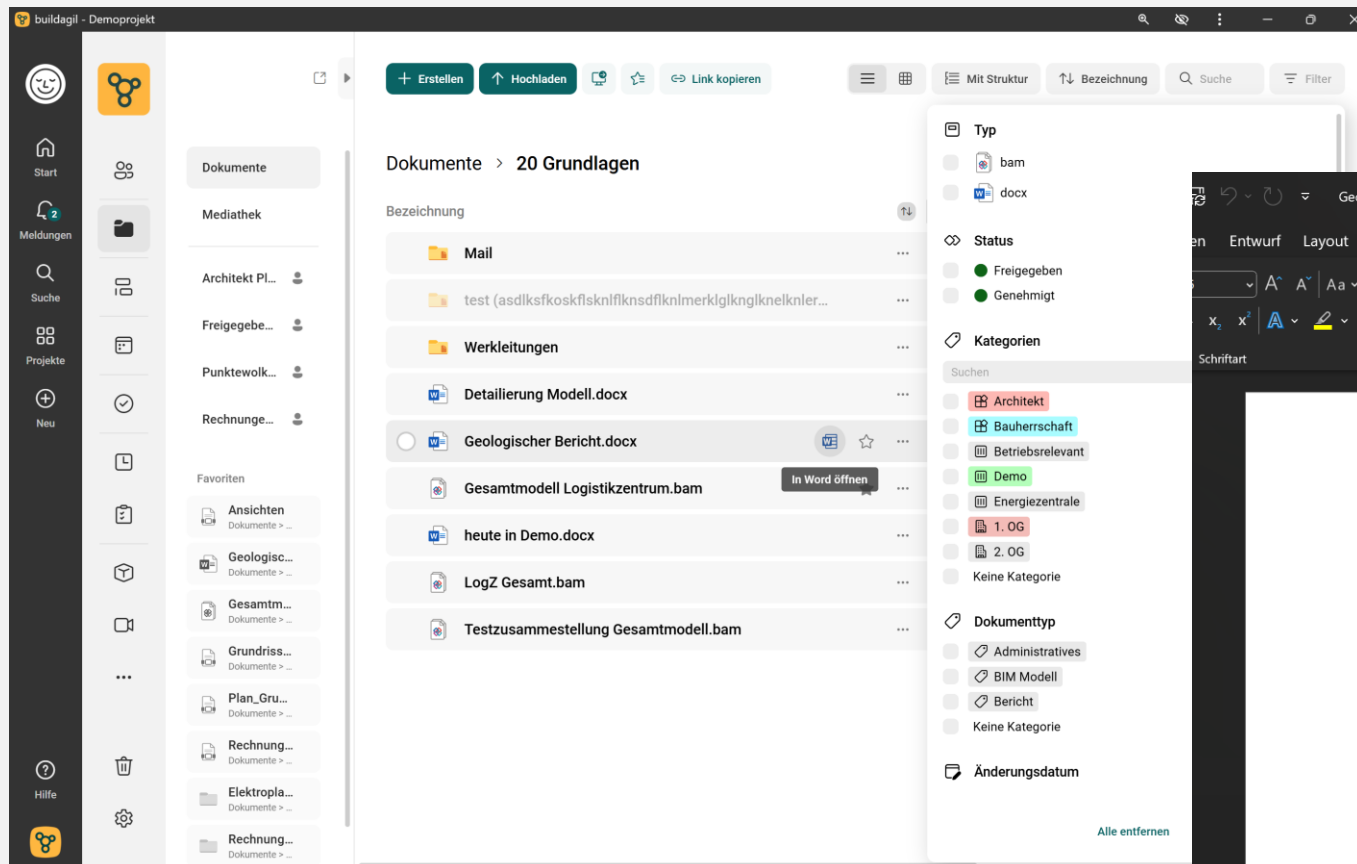 buildagil - Demoprojekt
Start
2
Meldungen
Suche
Projekte
Neu
Hilfe
Dokumente
Mediathek
Architekt Pl...
Freigegebe...
Punktewolk...
Rechnunge...
Favoriten
Ansichten
Dokumente > ...
Geologisc...
Dokumente > ...
Gesamtm...
Dokumente > ...
Grundriss...
Dokumente > ...
Plan_Gru...
Dokumente > ...
Rechnung...
Dokumente > ...
Elektropla...
Dokumente > ...
Rechnung...
Dokumente > ...
Erstellen
Hochladen
Link kopieren
Mit Struktur
Bezeichnung
Suche
Filter
Dokumente > 20 Grundlagen
Bezeichnung
Mail
test (asdlksfkoskflsknlflknsdflknlmerklglknglknelknler...
Werkleitungen
Detailierung Modell.docx
Geologischer Bericht.docx
In Word öffnen
Gesamtmodell Logistikzentrum.bam
heute in Demo.docx
LogZ Gesamt.bam
Testzusammestellung Gesamtmodell.bam
Typ
bam
docx
Status
Freigegeben
Genehmigt
Kategorien
Suchen
Architekt
Bauherrschaft
Betriebsrelevant
Demo
Energiezentrale
1. OG
2. OG
Keine Kategorie
Dokumenttyp
Administratives
BIM Modell
Bericht
Keine Kategorie
Änderungsdatum
Alle entfernen
Entwurf Layout
Aa
Schriftart